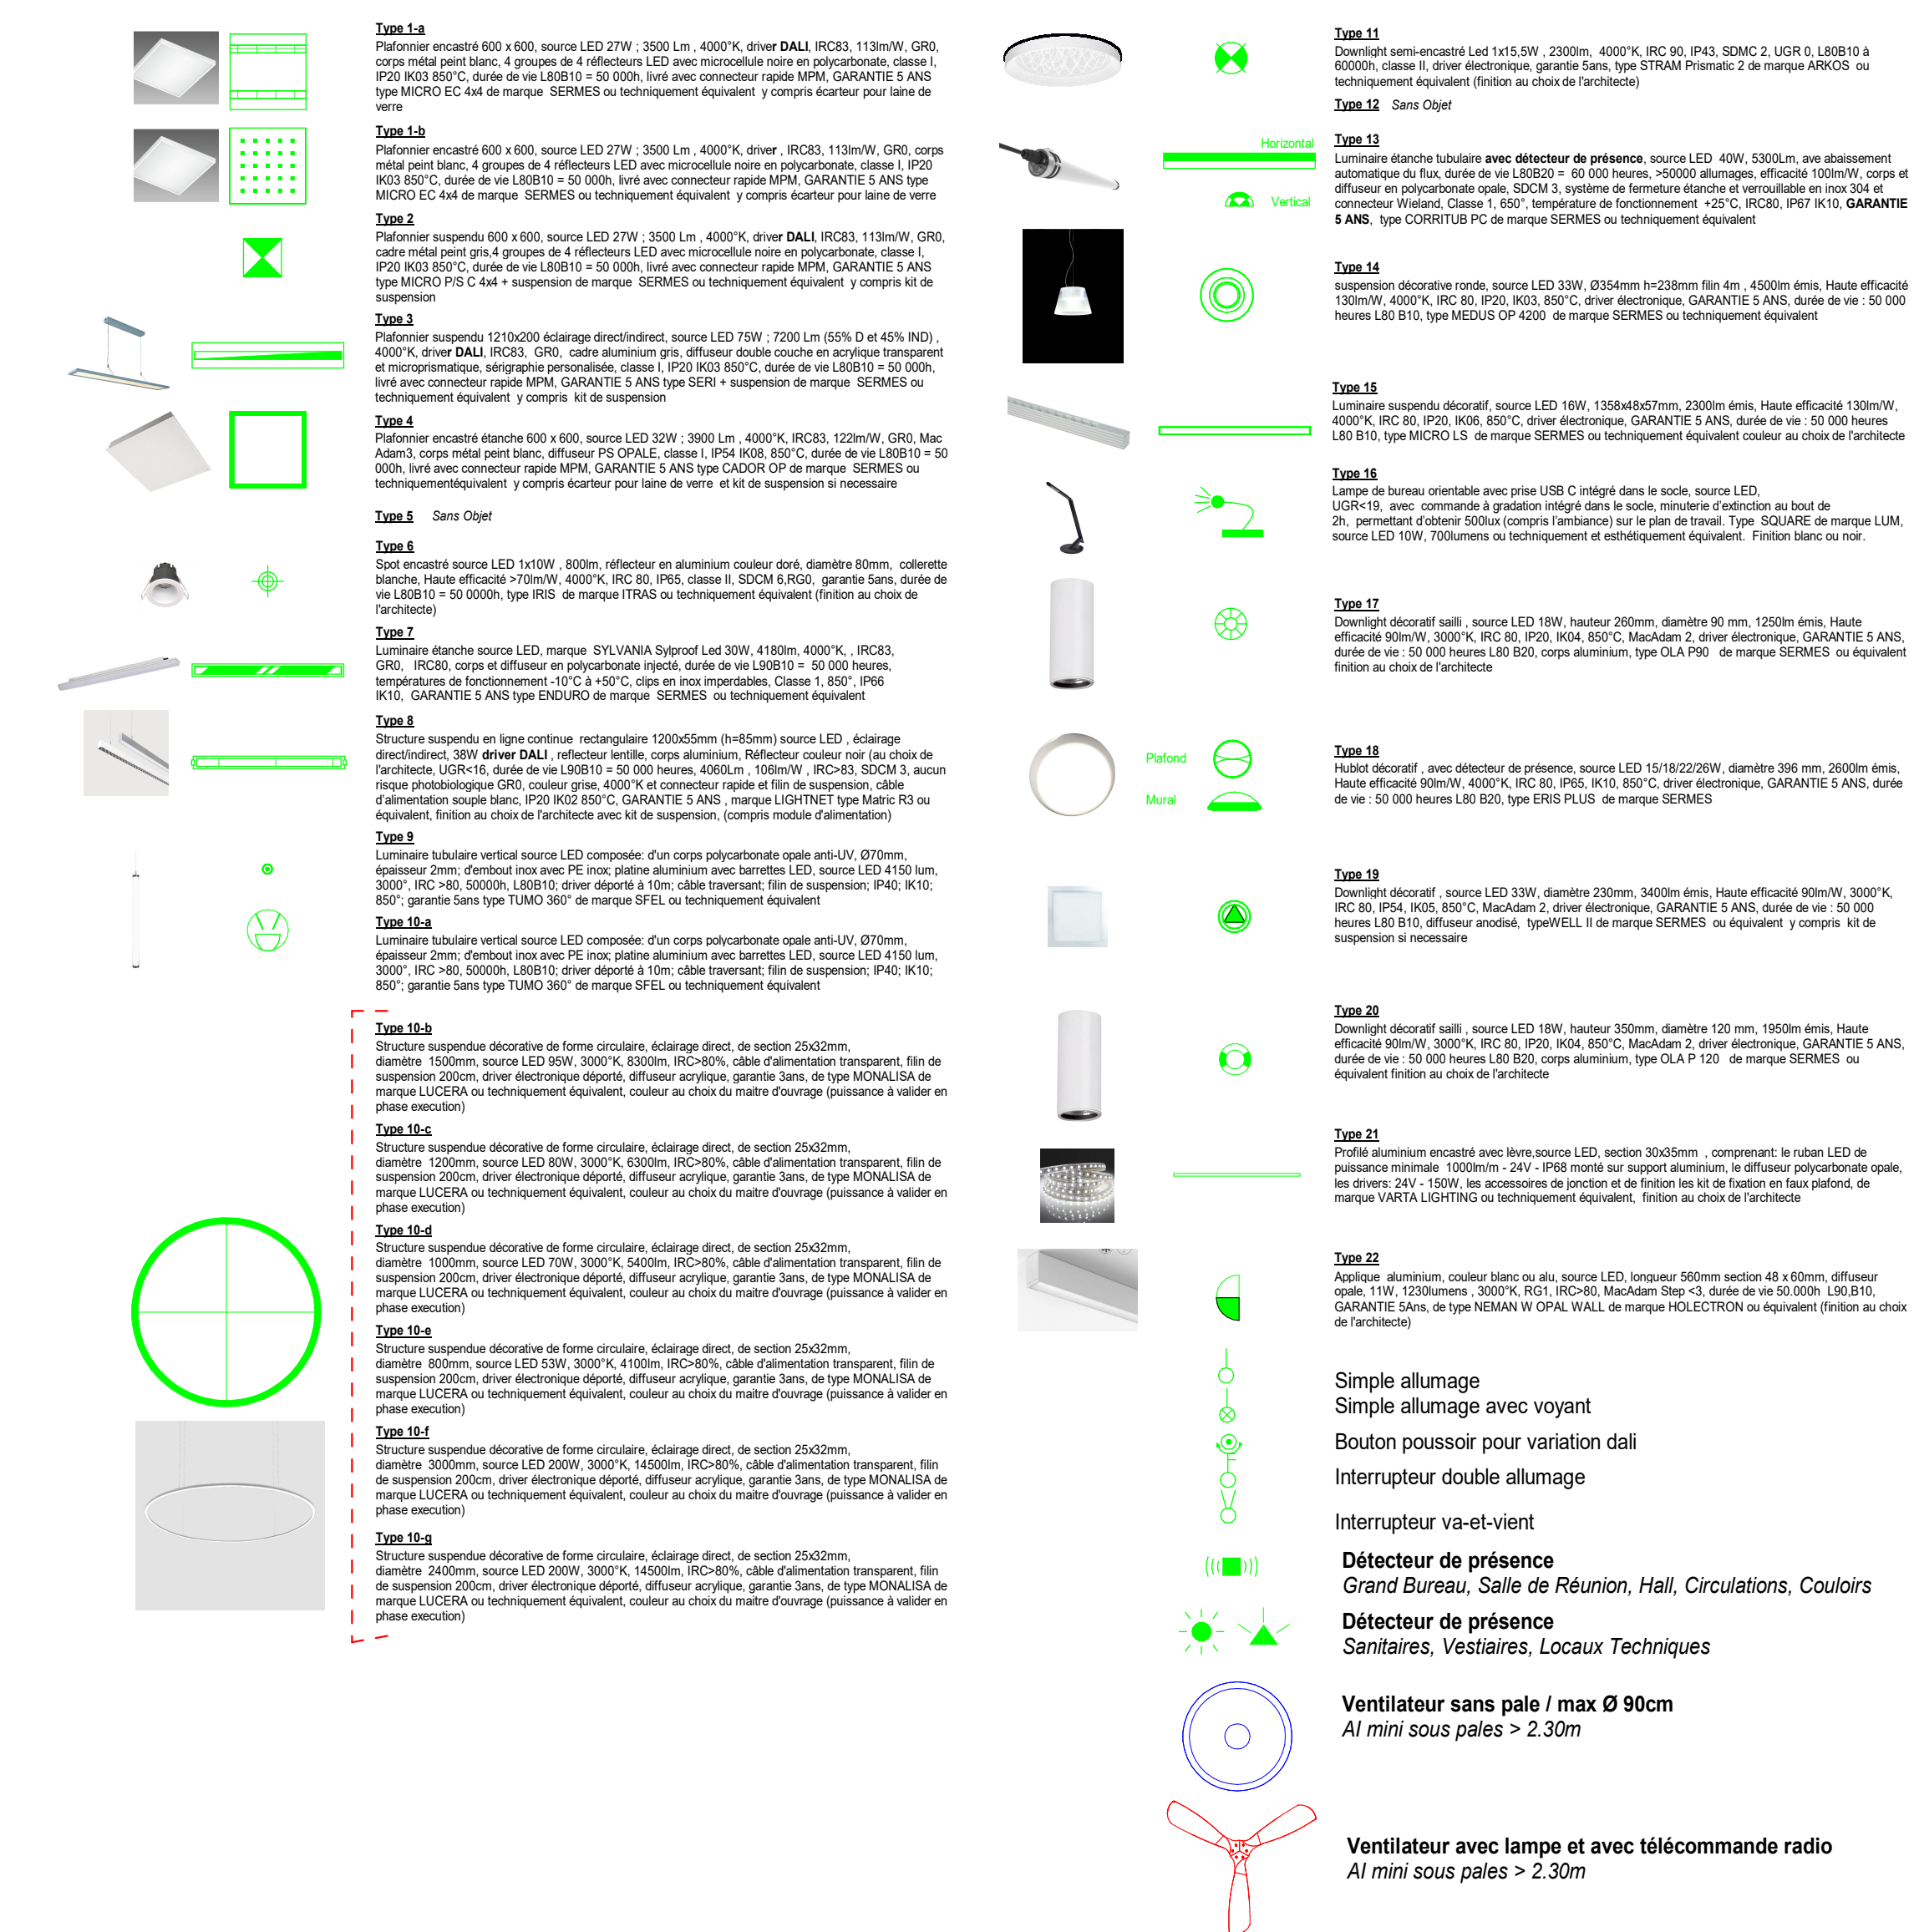 Type 1-a
Plafonnier encastré 600 x 600, source LED 27W ; 3500 Lm , 4000°K, driver DALI, IRC83, 113lm/W, GR0,
corps métal peint blanc, 4 groupes de 4 réflecteurs LED avec microcellule noire en polycarbonate, classe I,
IP20 IK03 850°C, durée de vie L80B10 = 50 000h, livré avec connecteur rapide MPM, GARANTIE 5 ANS
type MICRO EC 4x4 de marque SERMES ou techniquement équivalent y compris écarteur pour laine de
verre
Type 1-b
Plafonnier encastré 600 x 600, source LED 27W ; 3500 Lm , 4000°K, driver , IRC83, 113lm/W, GR0, corps
métal peint blanc, 4 groupes de 4 réflecteurs LED avec microcellule noire en polycarbonate, classe I, IP20
IK03 850°C, durée de vie L80B10 = 50 000h, livré avec connecteur rapide MPM, GARANTIE 5 ANS type
MICRO EC 4x4 de marque SERMES ou techniquement équivalent y compris écarteur pour laine de verre
Type 2
Plafonnier suspendu 600 x 600, source LED 27W ; 3500 Lm , 4000°K, driver DALI, IRC83, 113lm/W, GR0,
cadre métal peint gris,4 groupes de 4 réflecteurs LED avec microcellule noire en polycarbonate, classe I,
IP20 IK03 850°C, durée de vie L80B10 = 50 000h, livré avec connecteur rapide MPM, GARANTIE 5 ANS
type MICRO P/S C 4x4 + suspension de marque SERMES ou techniquement équivalent y compris kit de
suspension
Type 3
Plafonnier suspendu 1210x200 éclairage direct/indirect, source LED 75W ; 7200 Lm (55% D et 45% IND) ,
4000°K, driver DALI, IRC83, GR0, cadre aluminium gris, diffuseur double couche en acrylique transparent
et microprismatique, sérigraphie personalisée, classe I, IP20 IK03 850°C, durée de vie L80B10 = 50 000h,
livré avec connecteur rapide MPM, GARANTIE 5 ANS type SERI + suspension de marque SERMES ou
techniquement équivalent y compris kit de suspension
Type 4
Plafonnier encastré étanche 600 x 600, source LED 32W ; 3900 Lm , 4000°K, IRC83, 122lm/W, GR0, Mac
Adam3, corps métal peint blanc, diffuseur PS OPALE, classe I, IP54 IK08, 850°C, durée de vie L80B10 = 50
000h, livré avec connecteur rapide MPM, GARANTIE 5 ANS type CADOR OP de marque SERMES ou
techniquementéquivalent y compris écarteur pour laine de verre et kit de suspension si necessaire
Type 5 Sans Objet
Type 6
Spot encastré source LED 1x10W , 800lm, réflecteur en aluminium couleur doré, diamètre 80mm, collerette
blanche, Haute efficacité >70lm/W, 4000°K, IRC 80, IP65, classe II, SDCM 6,RG0, garantie 5ans, durée de
vie L80B10 = 50 0000h, type IRIS de marque ITRAS ou techniquement équivalent (finition au choix de
l'architecte)
Type 7
Luminaire étanche source LED, marque SYLVANIA Sylproof Led 30W, 4180lm, 4000°K, , IRC83,
GR0, IRC80, corps et diffuseur en polycarbonate injecté, durée de vie L90B10 = 50 000 heures,
températures de fonctionnement -10°C à +50°C, clips en inox imperdables, Classe 1, 850°, IP66
IK10, GARANTIE 5 ANS type ENDURO de marque SERMES ou techniquement équivalent
Type 8
Structure suspendu en ligne continue rectangulaire 1200x55mm (h=85mm) source LED , éclairage
direct/indirect, 38W driver DALI , reflecteur lentille, corps aluminium, Réflecteur couleur noir (au choix de
l'architecte, UGR<16, durée de vie L90B10 = 50 000 heures, 4060Lm , 106lm/W , IRC>83, SDCM 3, aucun
risque photobiologique GR0, couleur grise, 4000°K et connecteur rapide et filin de suspension, câble
d'alimentation souple blanc, IP20 IK02 850°C, GARANTIE 5 ANS , marque LIGHTNET type Matric R3 ou
équivalent, finition au choix de l'architecte avec kit de suspension, (compris module d'alimentation)
Type 9
Luminaire tubulaire vertical source LED composée: d'un corps polycarbonate opale anti-UV, Ø70mm,
épaisseur 2mm; d'embout inox avec PE inox; platine aluminium avec barrettes LED, source LED 4150 lum,
3000°, IRC >80, 50000h, L80B10; driver déporté à 10m; câble traversant; filin de suspension; IP40; IK10;
850°; garantie 5ans type TUMO 360° de marque SFEL ou techniquement équivalent
Type 10-a
Luminaire tubulaire vertical source LED composée: d'un corps polycarbonate opale anti-UV, Ø70mm,
épaisseur 2mm; d'embout inox avec PE inox; platine aluminium avec barrettes LED, source LED 4150 lum,
3000°, IRC >80, 50000h, L80B10; driver déporté à 10m; câble traversant; filin de suspension; IP40; IK10;
850°; garantie 5ans type TUMO 360° de marque SFEL ou techniquement équivalent
Type 10-b
Structure suspendue décorative de forme circulaire, éclairage direct, de section 25x32mm,
diamètre 1500mm, source LED 95W, 3000°K, 8300lm, IRC>80%, câble d'alimentation transparent, filin de
suspension 200cm, driver électronique déporté, diffuseur acrylique, garantie 3ans, de type MONALISA de
marque LUCERA ou techniquement équivalent, couleur au choix du maitre d'ouvrage (puissance à valider en
phase execution)
Type 10-c
Structure suspendue décorative de forme circulaire, éclairage direct, de section 25x32mm,
diamètre 1200mm, source LED 80W, 3000°K, 6300lm, IRC>80%, câble d'alimentation transparent, filin de
suspension 200cm, driver électronique déporté, diffuseur acrylique, garantie 3ans, de type MONALISA de
marque LUCERA ou techniquement équivalent, couleur au choix du maitre d'ouvrage (puissance à valider en
phase execution)
Type 10-d
Structure suspendue décorative de forme circulaire, éclairage direct, de section 25x32mm,
diamètre 1000mm, source LED 70W, 3000°K, 5400lm, IRC>80%, câble d'alimentation transparent, filin de
suspension 200cm, driver électronique déporté, diffuseur acrylique, garantie 3ans, de type MONALISA de
marque LUCERA ou techniquement équivalent, couleur au choix du maitre d'ouvrage (puissance à valider en
phase execution)
Type 10-e
Structure suspendue décorative de forme circulaire, éclairage direct, de section 25x32mm,
diamètre 800mm, source LED 53W, 3000°K, 4100lm, IRC>80%, câble d'alimentation transparent, filin de
suspension 200cm, driver électronique déporté, diffuseur acrylique, garantie 3ans, de type MONALISA de
marque LUCERA ou techniquement équivalent, couleur au choix du maitre d'ouvrage (puissance à valider en
phase execution)
Type 10-f
Structure suspendue décorative de forme circulaire, éclairage direct, de section 25x32mm,
diamètre 3000mm, source LED 200W, 3000°K, 14500lm, IRC>80%, câble d'alimentation transparent, filin
de suspension 200cm, driver électronique déporté, diffuseur acrylique, garantie 3ans, de type MONALISA de
marque LUCERA ou techniquement équivalent, couleur au choix du maitre d'ouvrage (puissance à valider en
phase execution)
Type 10-g
Structure suspendue décorative de forme circulaire, éclairage direct, de section 25x32mm,
diamètre 2400mm, source LED 200W, 3000°K, 14500lm, IRC>80%, câble d'alimentation transparent, filin
de suspension 200cm, driver électronique déporté, diffuseur acrylique, garantie 3ans, de type MONALISA de
marque LUCERA ou techniquement équivalent, couleur au choix du maitre d'ouvrage (puissance à valider en
phase execution)
Type 11
Downlight semi-encastré Led 1x15,5W , 2300lm, 4000°K, IRC 90, IP43, SDMC 2, UGR 0, L80B10 à
60000h, classe II, driver électronique, garantie 5ans, type STRAM Prismatic 2 de marque ARKOS ou
techniquement équivalent (finition au choix de l'architecte)
Type 12 Sans Objet
Type 13
Horizontal
Vertical
Luminaire étanche tubulaire avec détecteur de présence, source LED 40W, 5300Lm, ave abaissement
automatique du flux, durée de vie L80B20 = 60 000 heures, >50000 allumages, efficacité 100lm/W, corps et
diffuseur en polycarbonate opale, SDCM 3, système de fermeture étanche et verrouillable en inox 304 et
connecteur Wieland, Classe 1, 650°, température de fonctionnement +25°C, IRC80, IP67 IK10, GARANTIE
5 ANS, type CORRITUB PC de marque SERMES ou techniquement équivalent
Type 14
suspension décorative ronde, source LED 33W, Ø354mm h=238mm filin 4m , 4500lm émis, Haute efficacité
130lm/W, 4000°K, IRC 80, IP20, IK03, 850°C, driver électronique, GARANTIE 5 ANS, durée de vie : 50 000
heures L80 B10, type MEDUS OP 4200 de marque SERMES ou techniquement équivalent
Type 15
Luminaire suspendu décoratif, source LED 16W, 1358x48x57mm, 2300lm émis, Haute efficacité 130lm/W,
4000°K, IRC 80, IP20, IK06, 850°C, driver électronique, GARANTIE 5 ANS, durée de vie : 50 000 heures
L80 B10, type MICRO LS de marque SERMES ou techniquement équivalent couleur au choix de l'architecte
Type 16
Lampe de bureau orientable avec prise USB C intégré dans le socle, source LED,
UGR<19, avec commande à gradation intégré dans le socle, minuterie d'extinction au bout de
2h, permettant d'obtenir 500lux (compris l'ambiance) sur le plan de travail. Type SQUARE de marque LUM,
source LED 10W, 700lumens ou techniquement et esthétiquement équivalent. Finition blanc ou noir.
Type 17
Downlight décoratif sailli , source LED 18W, hauteur 260mm, diamètre 90 mm, 1250lm émis, Haute
efficacité 90lm/W, 3000°K, IRC 80, IP20, IK04, 850°C, MacAdam 2, driver électronique, GARANTIE 5 ANS,
durée de vie : 50 000 heures L80 B20, corps aluminium, type OLA P90 de marque SERMES ou équivalent
finition au choix de l'architecte
Plafond
Mural
Type 18
Hublot décoratif , avec détecteur de présence, source LED 15/18/22/26W, diamètre 396 mm, 2600lm émis,
Haute efficacité 90lm/W, 4000°K, IRC 80, IP65, IK10, 850°C, driver électronique, GARANTIE 5 ANS, durée
de vie : 50 000 heures L80 B20, type ERIS PLUS de marque SERMES
Type 19
Downlight décoratif , source LED 33W, diamètre 230mm, 3400lm émis, Haute efficacité 90lm/W, 3000°K,
IRC 80, IP54, IK05, 850°C, MacAdam 2, driver électronique, GARANTIE 5 ANS, durée de vie : 50 000
heures L80 B10, diffuseur anodisé, typeWELL II de marque SERMES ou équivalent y compris kit de
suspension si necessaire
Type 20
Downlight décoratif sailli , source LED 18W, hauteur 350mm, diamètre 120 mm, 1950lm émis, Haute
efficacité 90lm/W, 3000°K, IRC 80, IP20, IK04, 850°C, MacAdam 2, driver électronique, GARANTIE 5 ANS,
durée de vie : 50 000 heures L80 B20, corps aluminium, type OLA P 120 de marque SERMES ou
équivalent finition au choix de l'architecte
Type 21
Profilé aluminium encastré avec lèvre,source LED, section 30x35mm , comprenant: le ruban LED de
puissance minimale 1000lm/m - 24V - IP68 monté sur support aluminium, le diffuseur polycarbonate opale,
les drivers: 24V - 150W, les accessoires de jonction et de finition les kit de fixation en faux plafond, de
marque VARTA LIGHTING ou techniquement équivalent, finition au choix de l'architecte
Type 22
Applique aluminium, couleur blanc ou alu, source LED, longueur 560mm section 48 x 60mm, diffuseur
opale, 11W, 1230lumens , 3000°K, RG1, IRC>80, MacAdam Step <3, durée de vie 50.000h L90,B10,
GARANTIE 5Ans, de type NEMAN W OPAL WALL de marque HOLECTRON ou équivalent (finition au choix
de l'architecte)
Simple allumage
Simple allumage avec voyant
Bouton poussoir pour variation dali
Interrupteur double allumage
Interrupteur va-et-vient
Détecteur de présence
Grand Bureau, Salle de Réunion, Hall, Circulations, Couloirs
Détecteur de présence
Sanitaires, Vestiaires, Locaux Techniques
Ventilateur sans pale / max Ø 90cm
Al mini sous pales > 2.30m
Ventilateur avec lampe et avec télécommande radio
Al mini sous pales > 2.30m